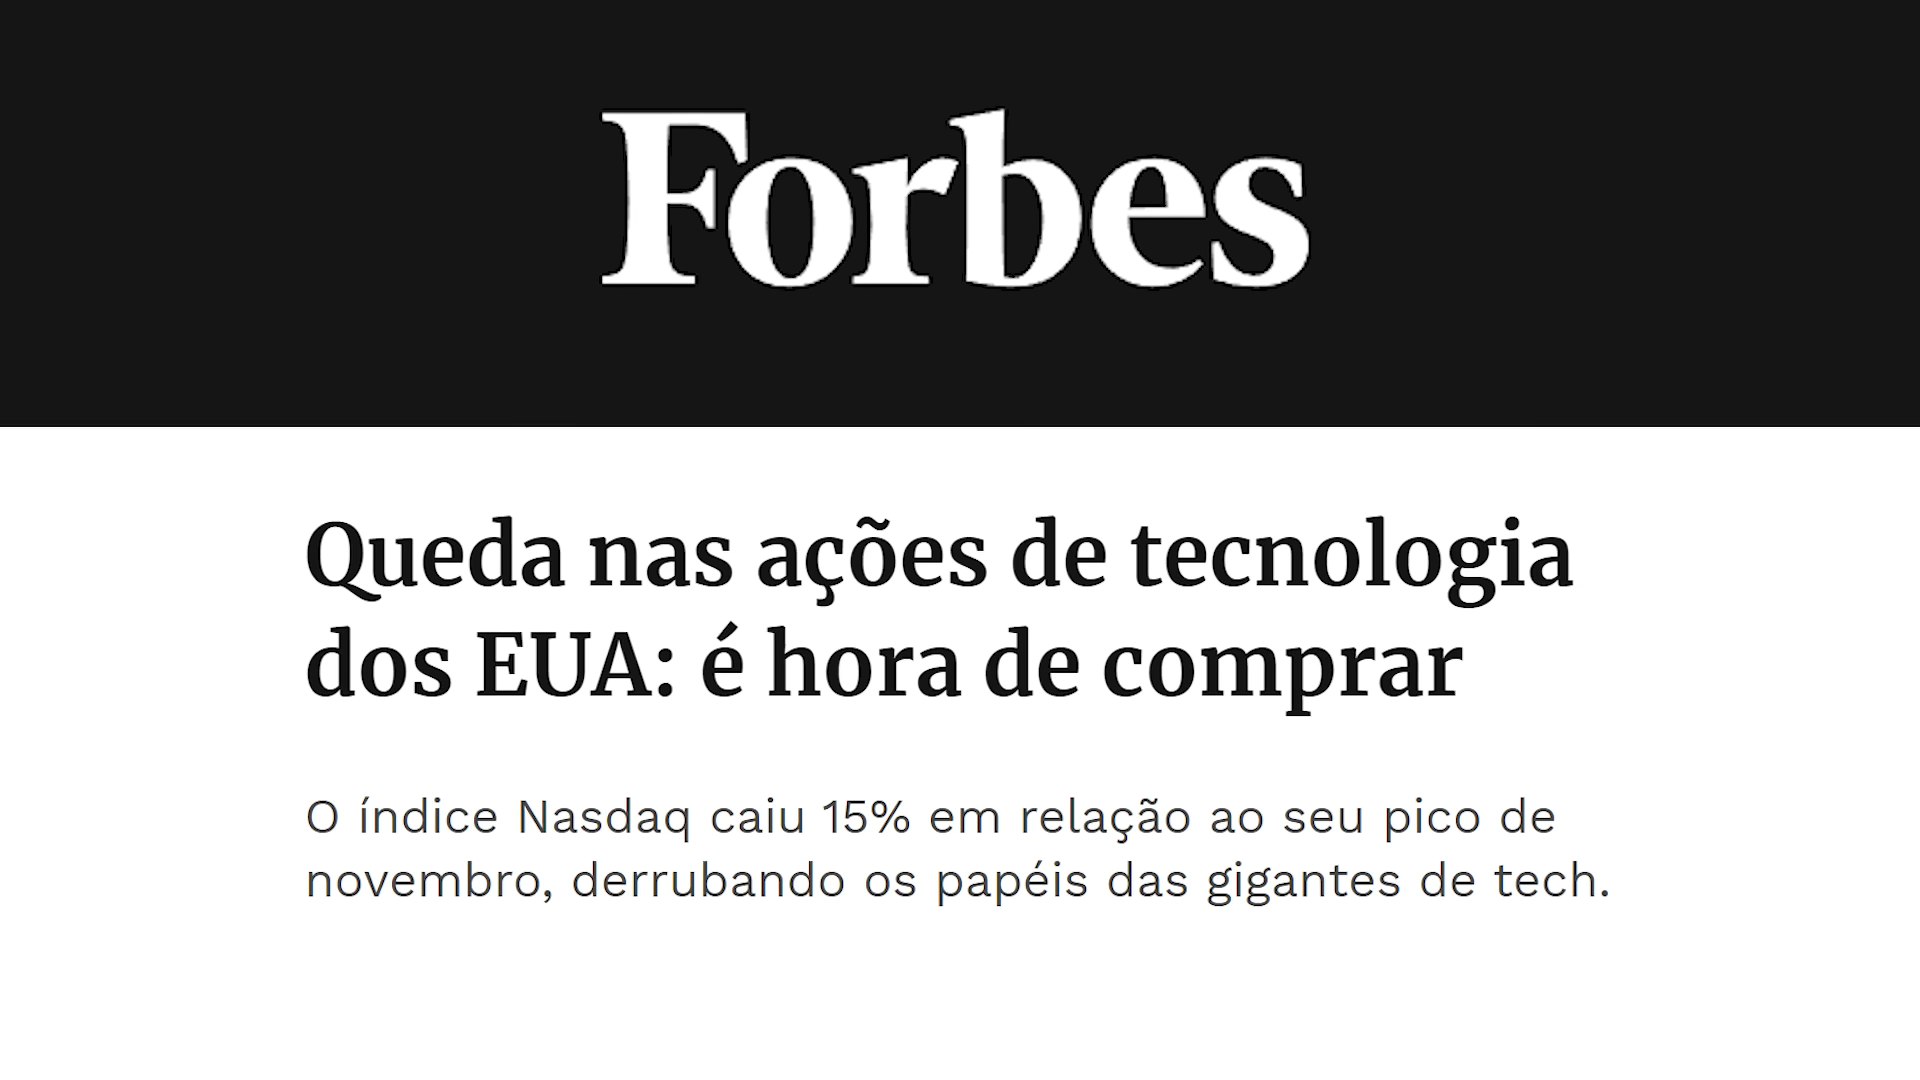 Forbes
Queda nas ações de tecnologia
dos EUA: é hora de comprar
O índice Nasdaq caiu 15% em relação ao seu pico de
novembro, derrubando os papéis das gigantes de tech.